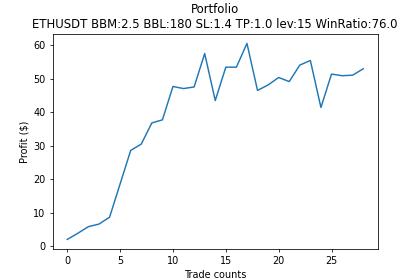 Portfolio
ETHUSDT BBM:2.5 BBL:180 SL:1.4 TP:1.0 lev:15 WinRatio:76.0
60
50
40
30
20
10
0
Profit ($)
0 5 10 15 20 25
Trade counts